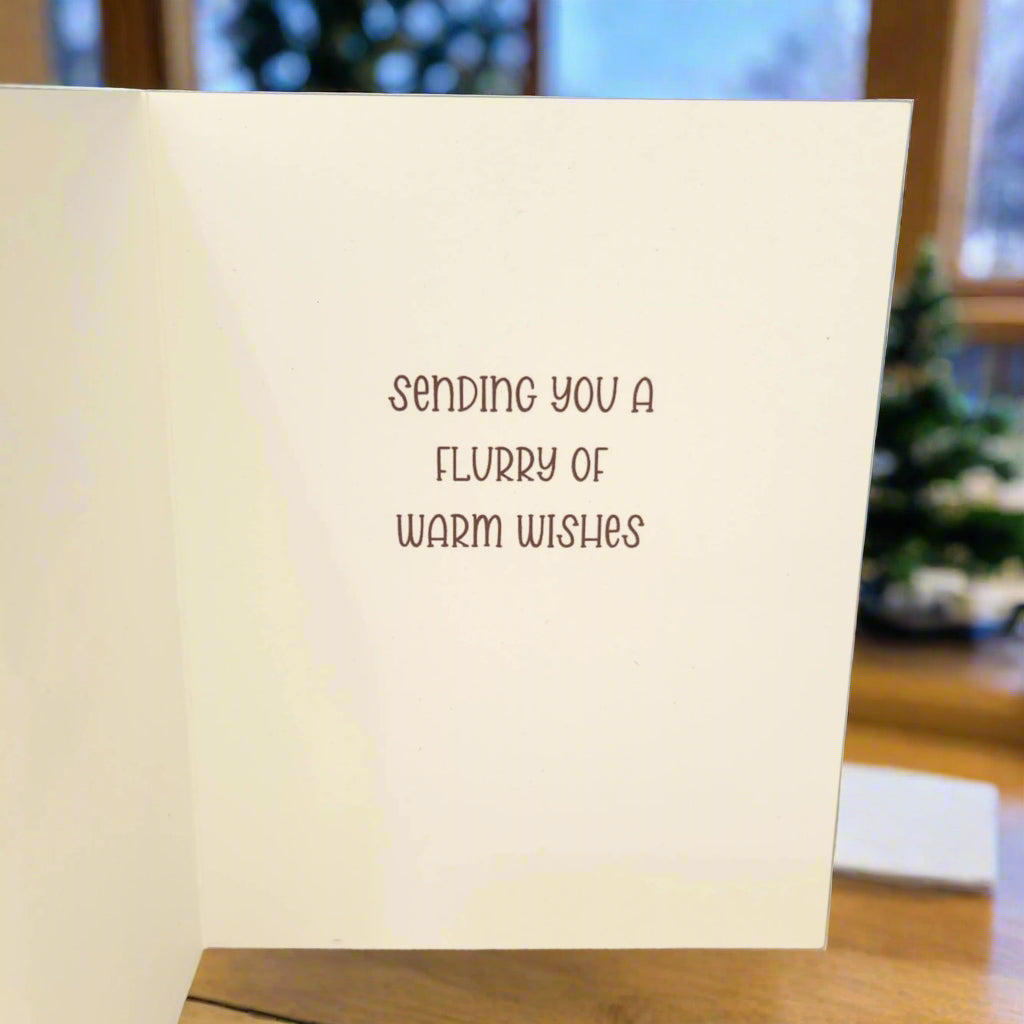 SeNDING YOU A
FLURRY OF
WARM WISHeS